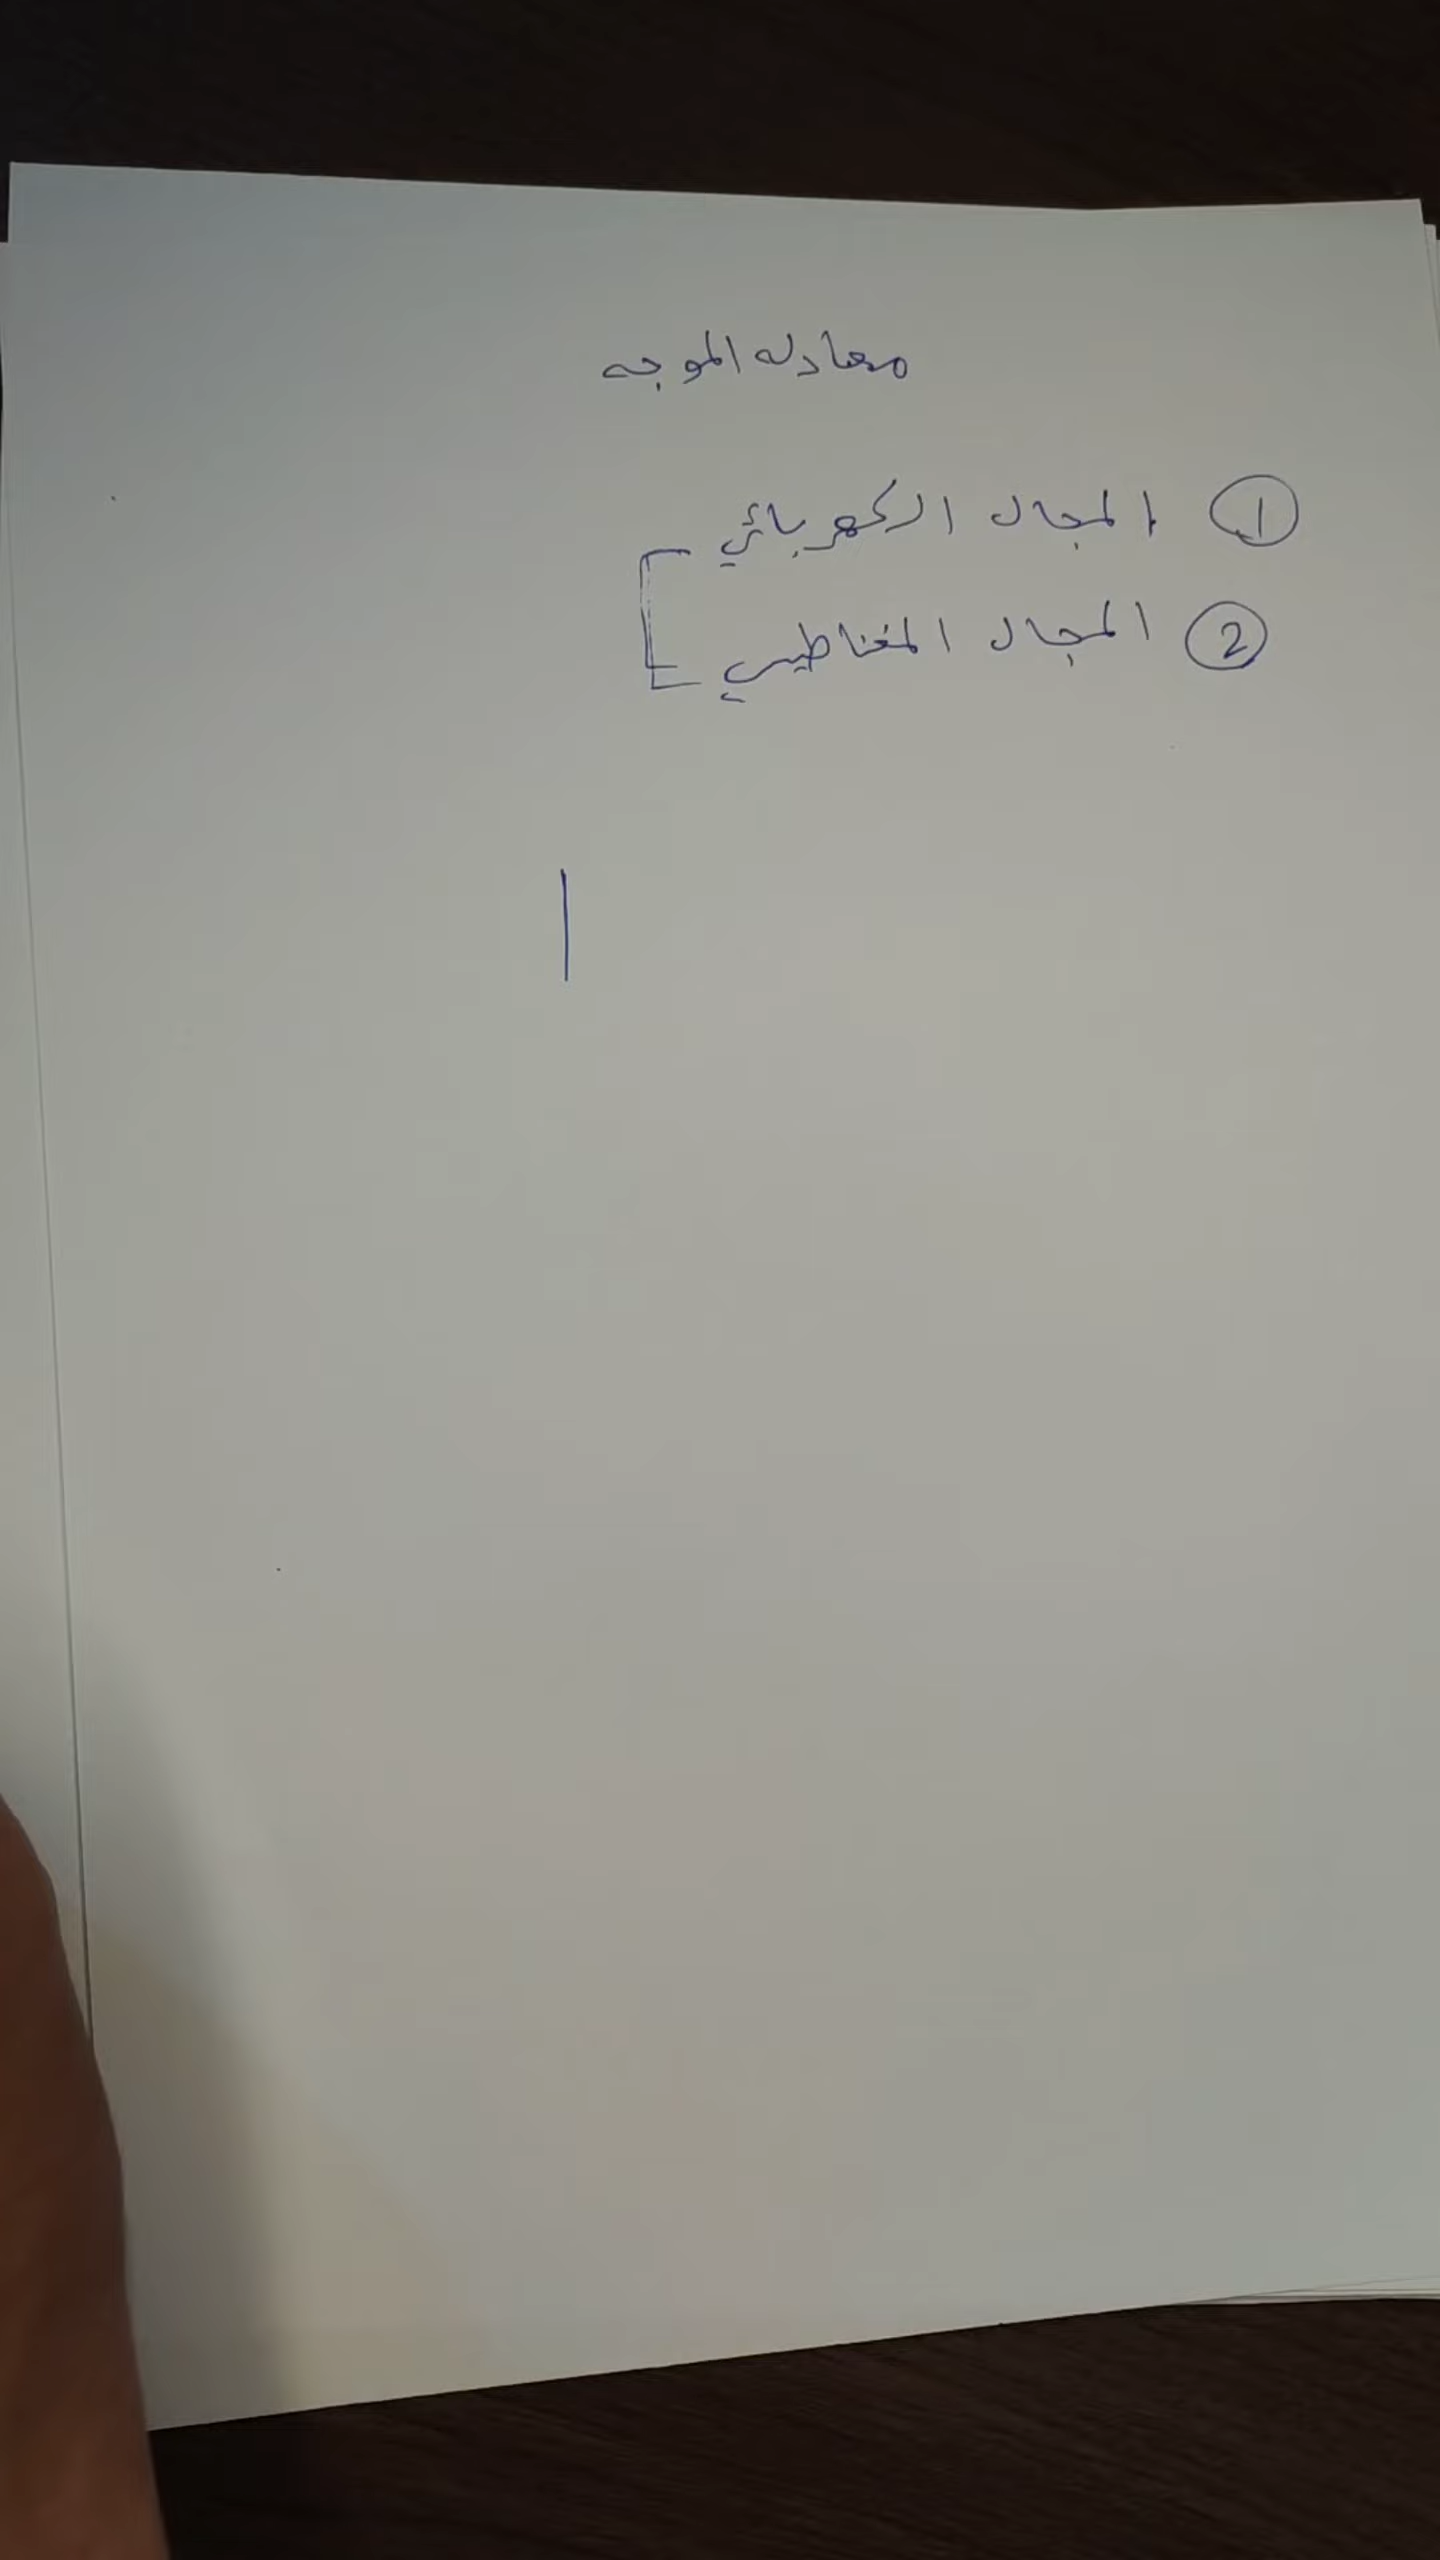 معادله الموجه
① المجال الكهربائي
② المجال المغناطيسي